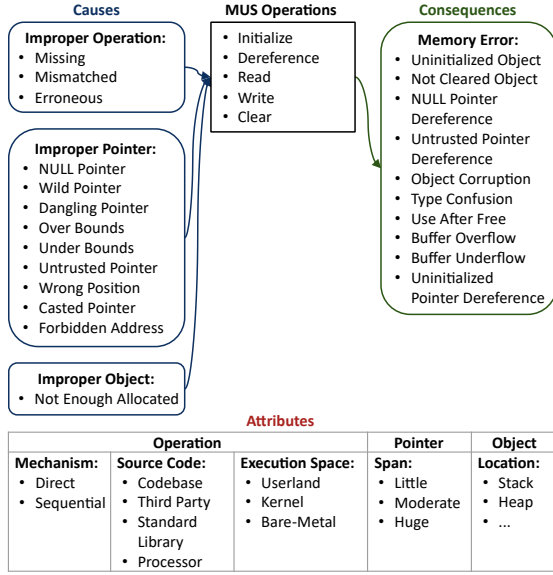 Causes
Improper Operation:
• Missing
• Mismatched
• Erroneous
Improper Pointer:
• NULL Pointer
• Wild Pointer
• Dangling Pointer
• Over Bounds
• Under Bounds
• Untrusted Pointer
• Wrong Position
• Casted Pointer
• Forbidden Address
Improper Object:
• Not Enough Allocated
MUS Operations
• Initialize
• Dereference
• Read
• Write
• Clear
Consequences
Memory Error:
• Uninitialized Object
• Not Cleared Object
• NULL Pointer
Dereference
• Untrusted Pointer
Dereference
• Object Corruption
• Type Confusion
• Use After Free
• Buffer Overflow
• Buffer Underflow
• Uninitialized
Pointer Dereference
Attributes
Operation
Pointer
Object
Mechanism:
• Direct
• Sequential
Source Code:
• Codebase
• Third Party
• Standard
Library
• Processor
Execution Space:
• Userland
• Kernel
• Bare-Metal
Span:
• Little
• Moderate
• Huge
Location:
• Stack
• Heap
• ...